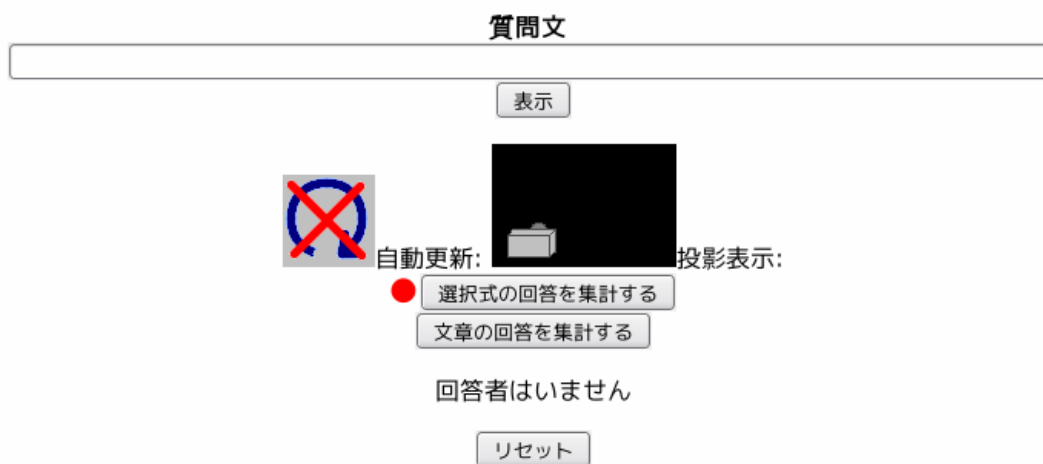 質問文
表示
自動更新: 投影表示:
選択式の回答を集計する
文章の回答を集計する
回答者はいません
リセット